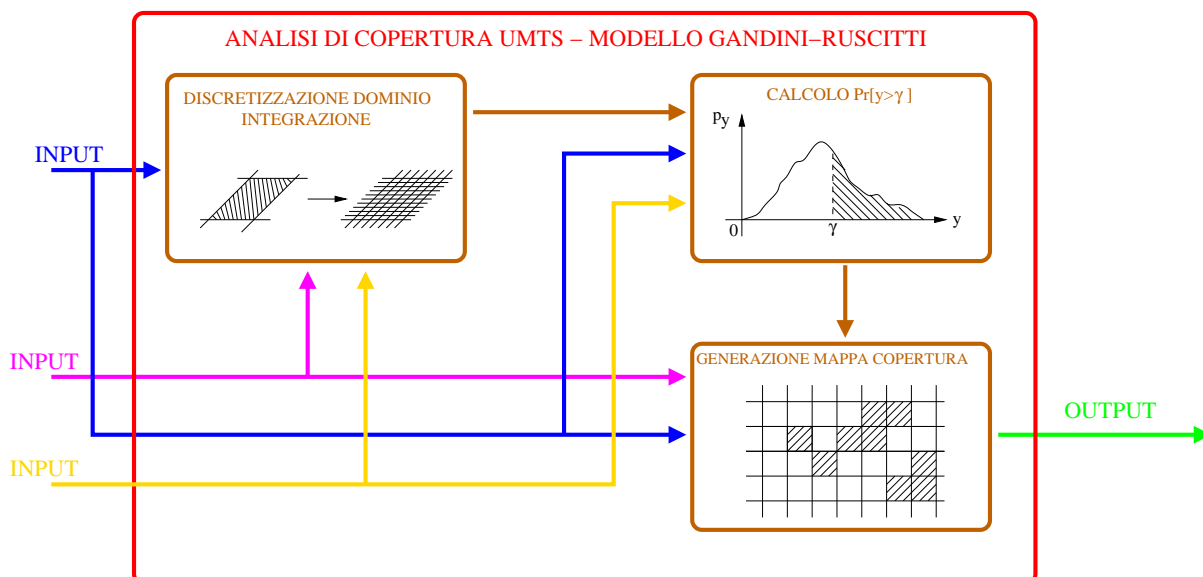 ANALISI DI COPERTURA UMTS – MODELLO GANDINI–RUSCITTI
DISCRETIZZAZIONE DOMINIO
INTEGRAZIONE
CALCOLO Pr[y>γ ]
py
0
γ
y
INPUT
INPUT
GENERAZIONE MAPPA COPERTURA
OUTPUT
INPUT